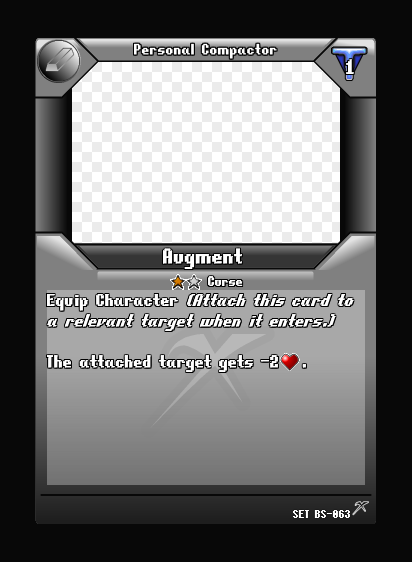 Personal Compactor
1
Augment
Curse
Equip Character (Attach this card to
a relevant target when it enters.)
The attached target gets -2❤.
SET BS-063